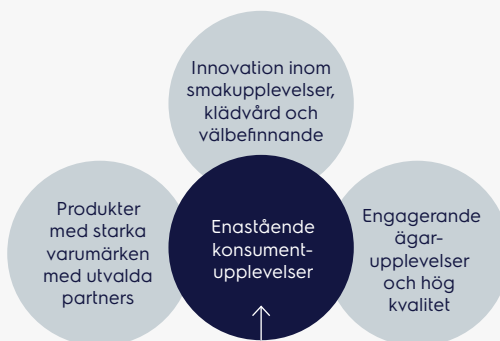 Innovation inom
smakupplevelser,
klädvård och
välbefinnande
Produkter
med starka
varumärken
med utvalda
partners
Enastående
konsument-
upplevelser
Engagerande
ägar-
upplevelser
och hög
kvalitet